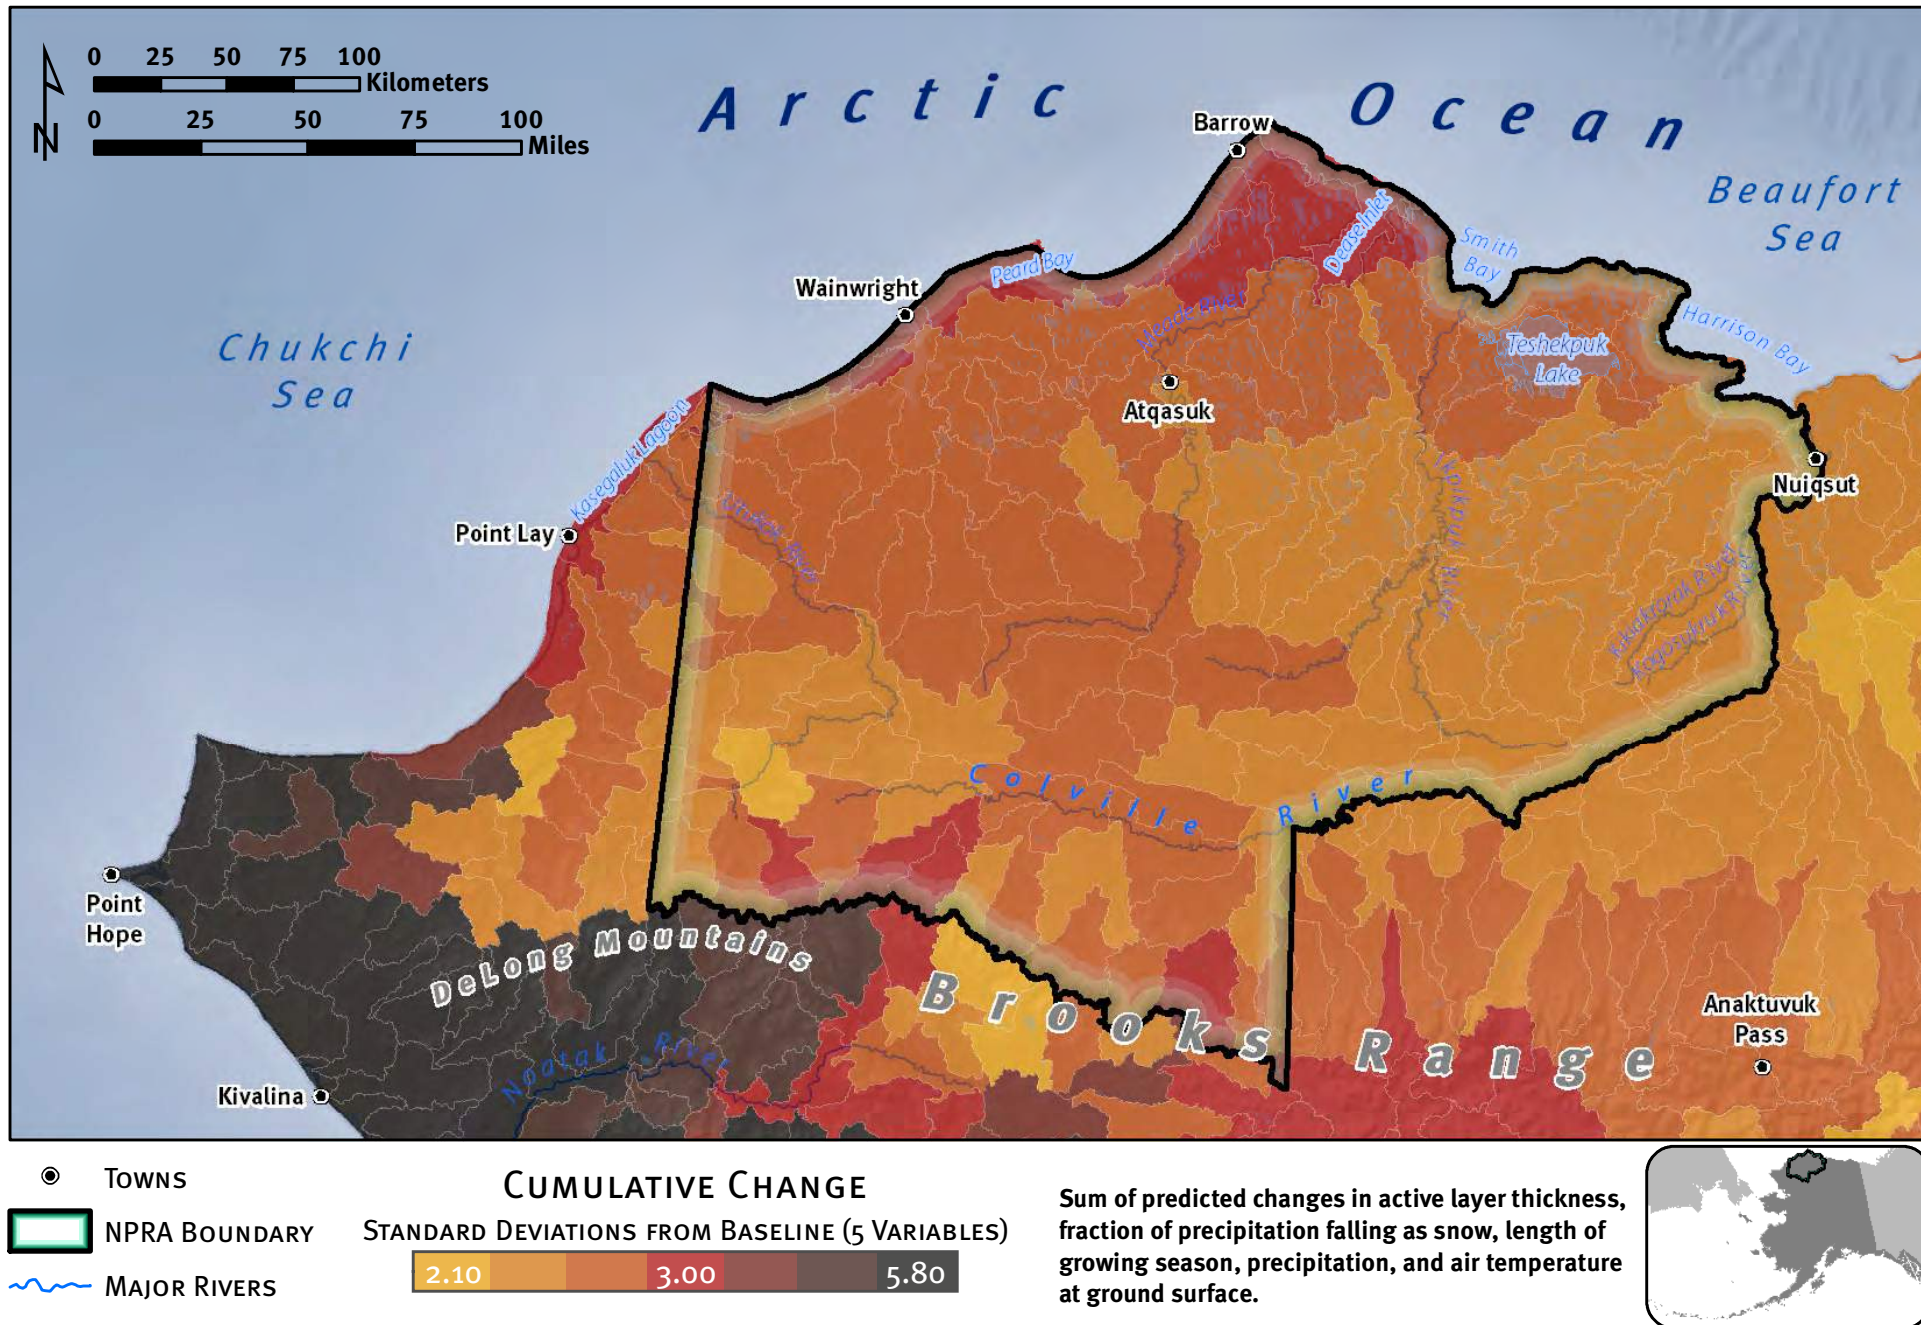 0 25 50 75 100
Kilometers
0 25 50 75 100
Miles
N
Arctic Ocean
Barrow
Beaufort
Sea
Dease Inlet
Smith
Bay
Peard Bay
Wainwright
Meade River
Harrison Bay
Teshekpuk
Lake
Chukchi
Sea
Atqasuk
Kasegaluk Lagoon
Nuiqsut
Utukok River
Ikpikpuk River
Point Lay
Kikiakrorak River
Kogosukruk River
Colville River
Point
Hope
DeLong Mountains
Brooks Range
Anaktuvuk
Pass
Noatak River
Kivalina
Towns
NPRA Boundary
Major Rivers
Cumulative Change
Standard Deviations from Baseline (5 Variables)
2.10 3.00 5.80
Sum of predicted changes in active layer thickness,
fraction of precipitation falling as snow, length of
growing season, precipitation, and air temperature
at ground surface.